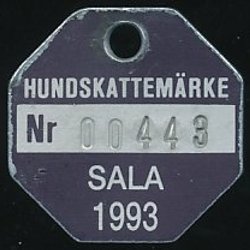 HUNDSKATTEMÄRKE
Nr 00443
SALA
1993